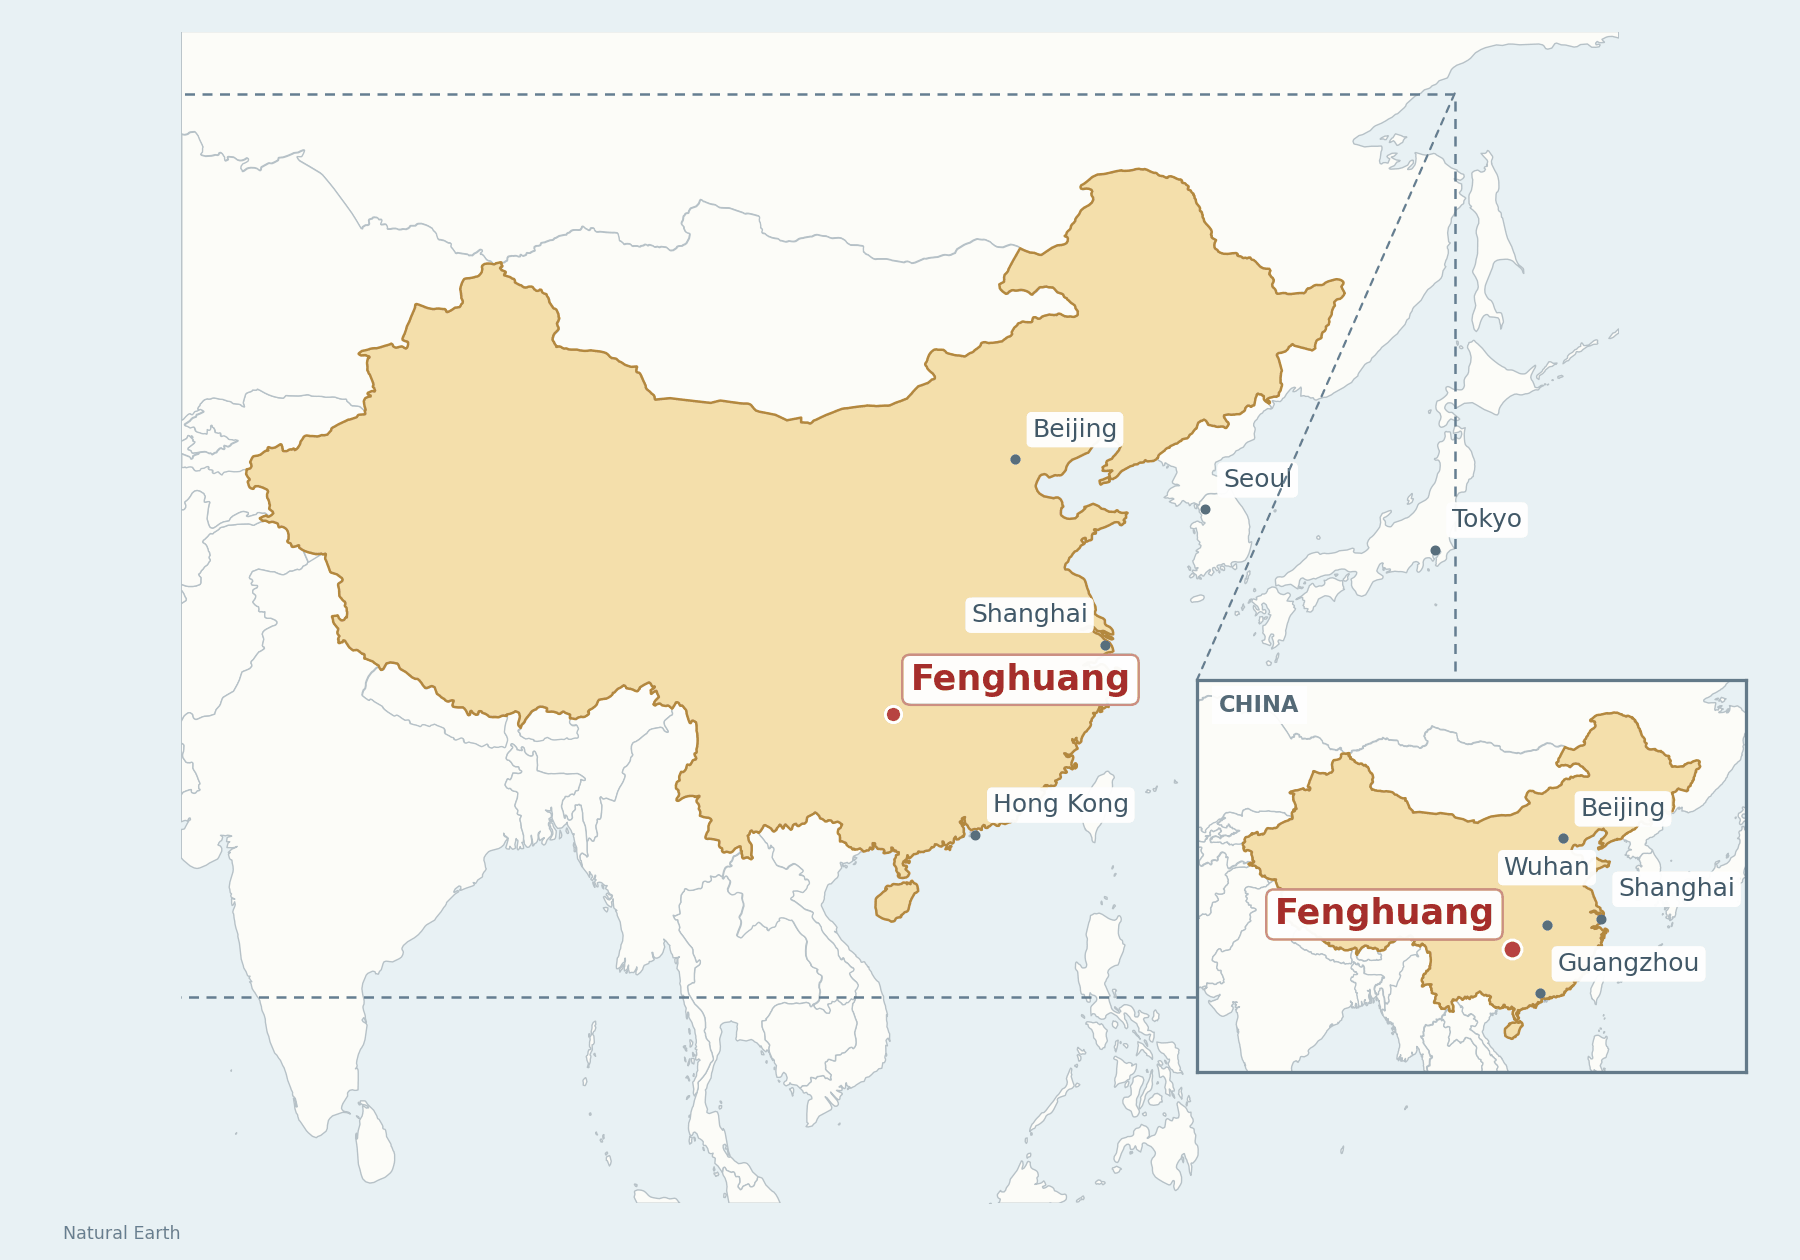 Beijing
Seoul
Tokyo
Shanghai
Fenghuang
Hong Kong
CHINA
Beijing
Wuhan
Shanghai
Fenghuang
Guangzhou
Natural Earth